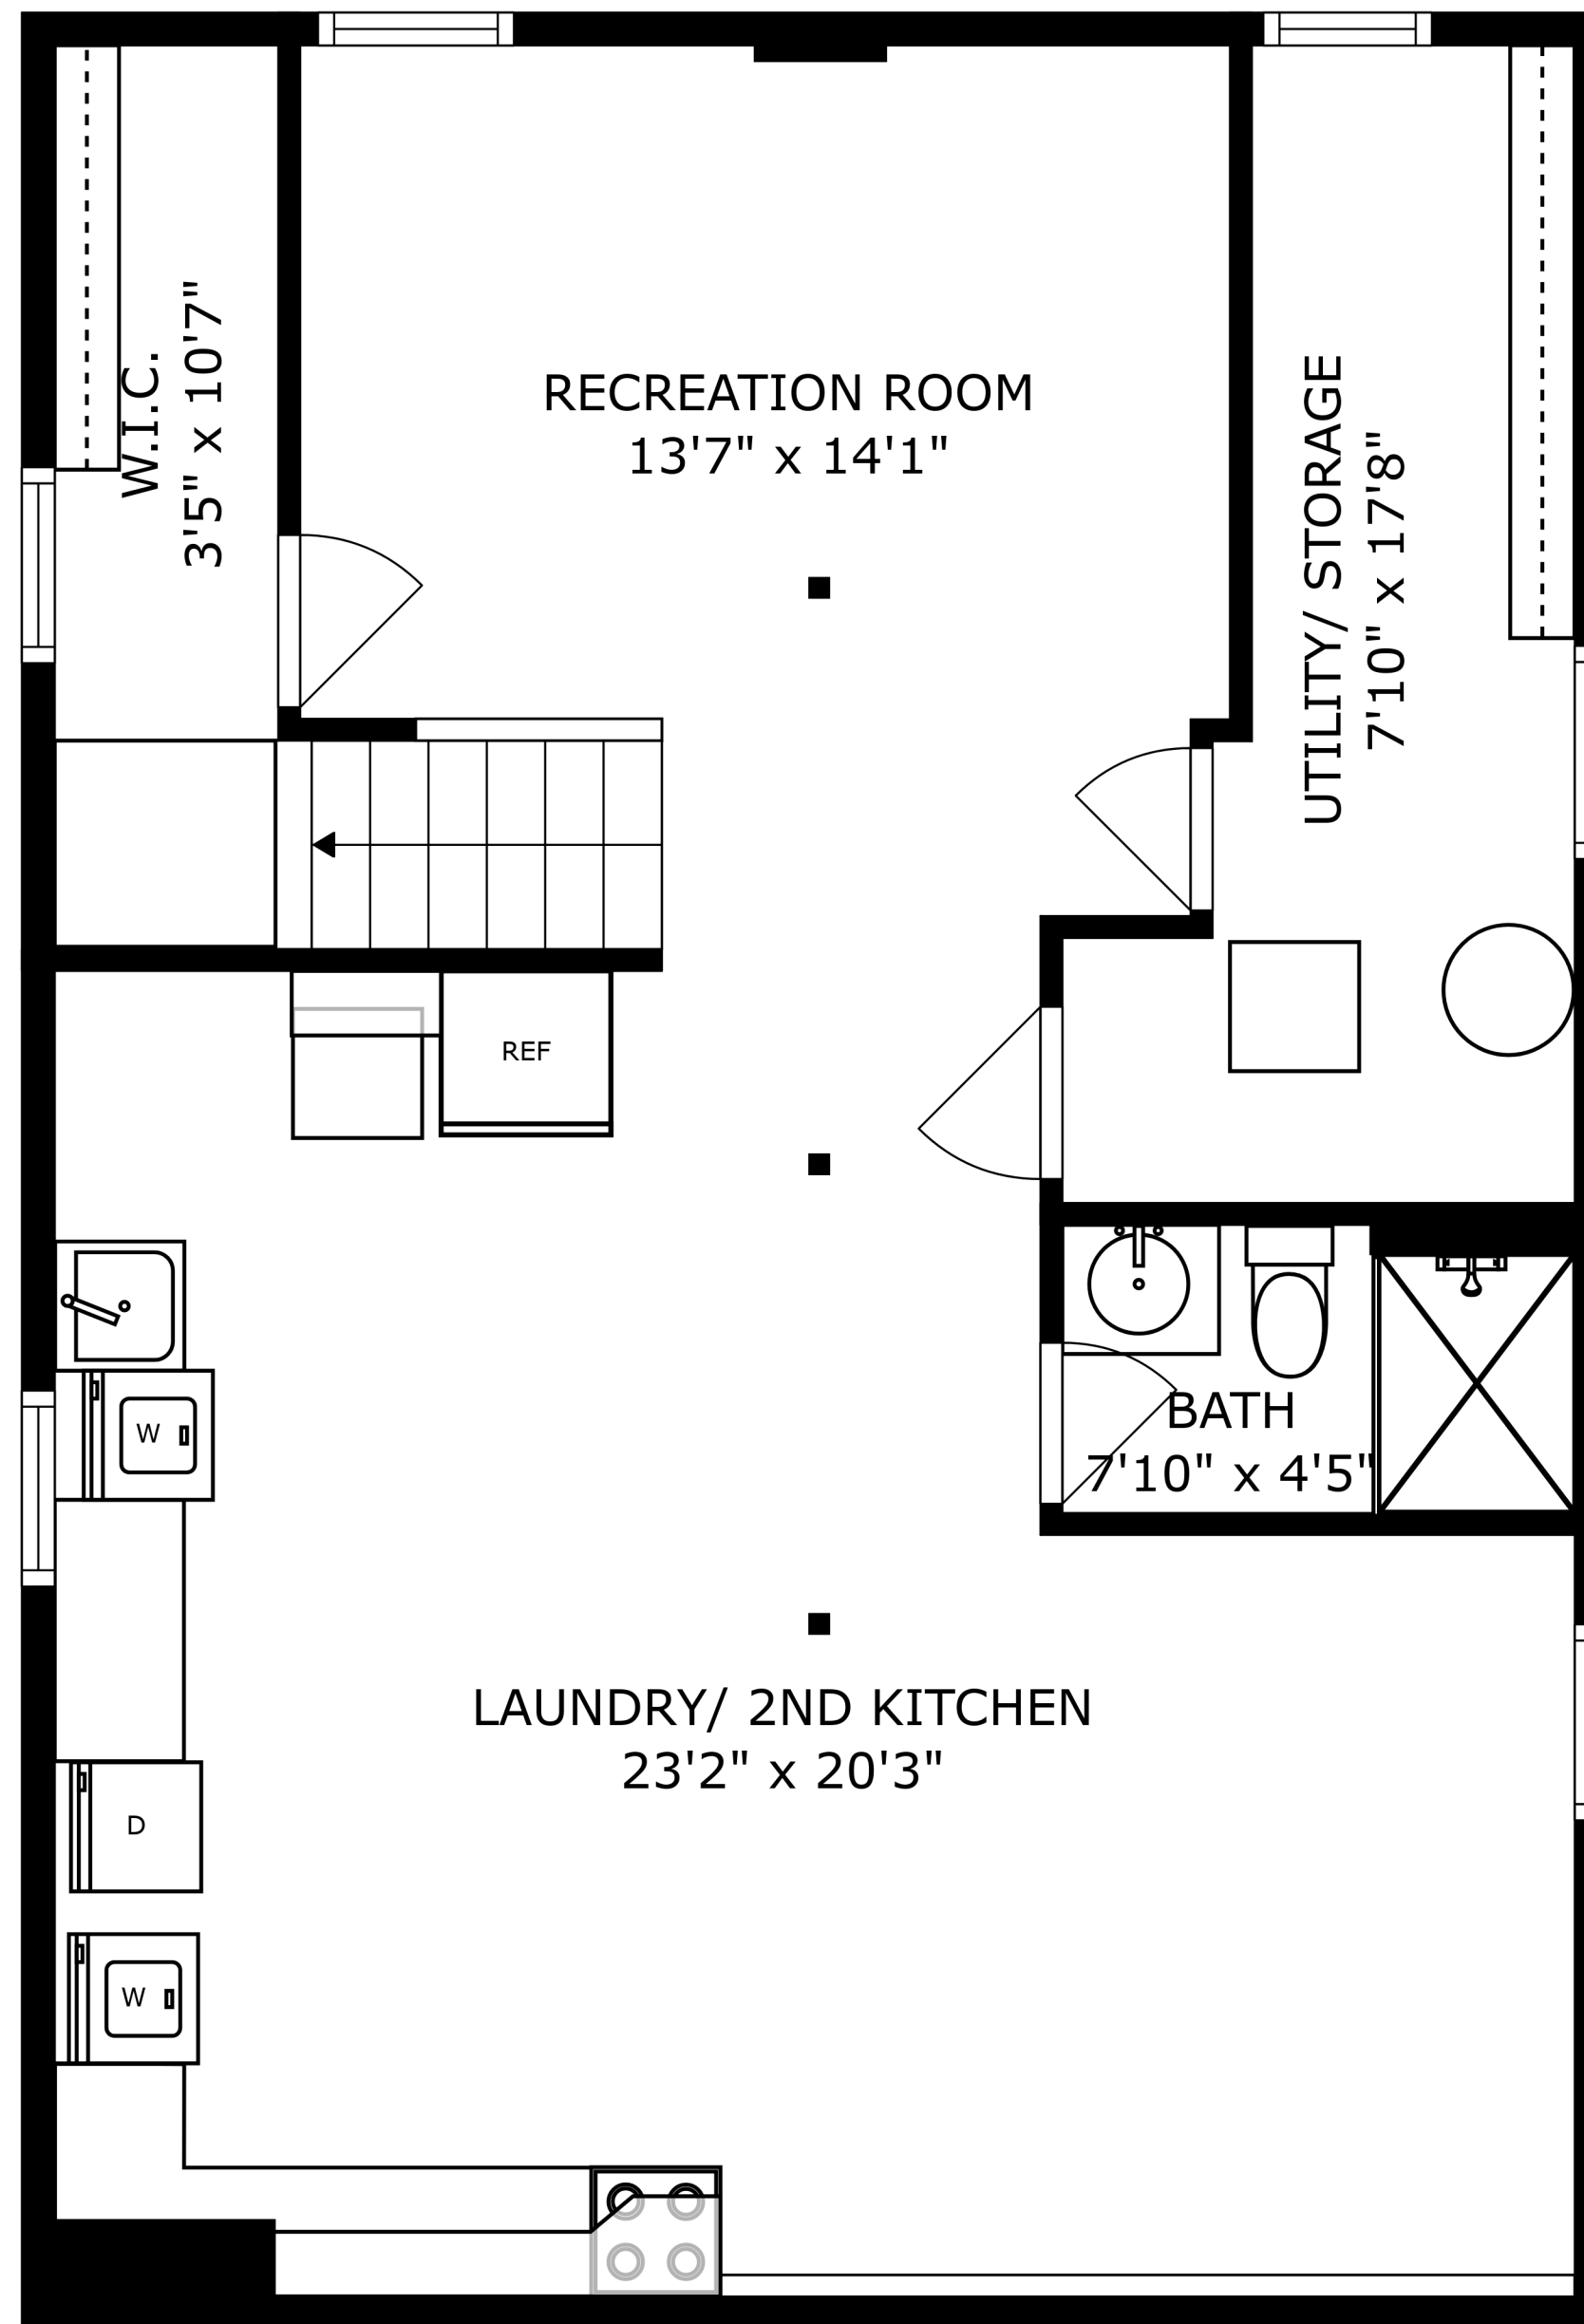 W.I.C.
3'5" x 10'7"
RECREATION ROOM
13'7" x 14'1"
UTILITY/ STORAGE
7'10" x 17'8"
REF
W
BATH
7'10" x 4'5"
LAUNDRY/ 2ND KITCHEN
23'2" x 20'3"
D
W